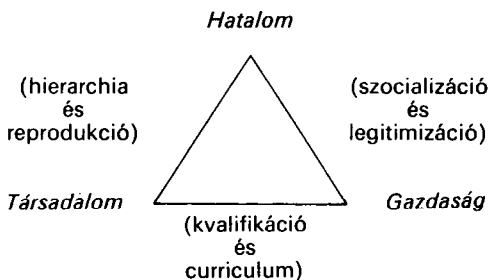 Hatalom
(hierarchia
és
reprodukció)
(szocializáció
és
legitimizáció)
Társadalom
Gazdaság
(kvalifikáció
és
curriculum)